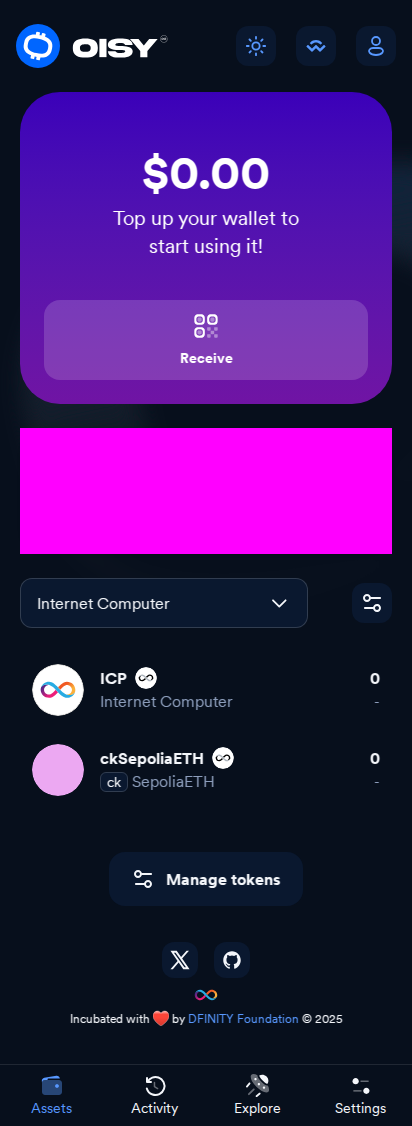 OISY
$0.00
Top up your wallet to
start using it!
Receive
Internet Computer
ICP
0
Internet Computer
-
ckSepoliaETH
0
ck SepoliaETH
-
Manage tokens
Incubated with ❤️ by DFINITY Foundation © 2025
Assets
Activity
Explore
Settings